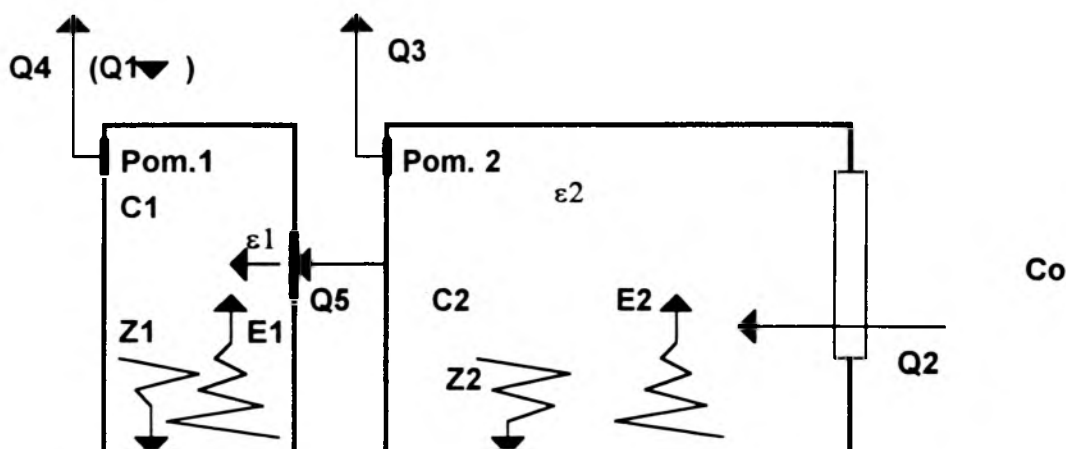 Q4 (Q1 )
Q3
Pom.1
Pom. 2
C1
ε2
ε1
Co
Q5
C2
E2
Z1
E1
Q2
Z2